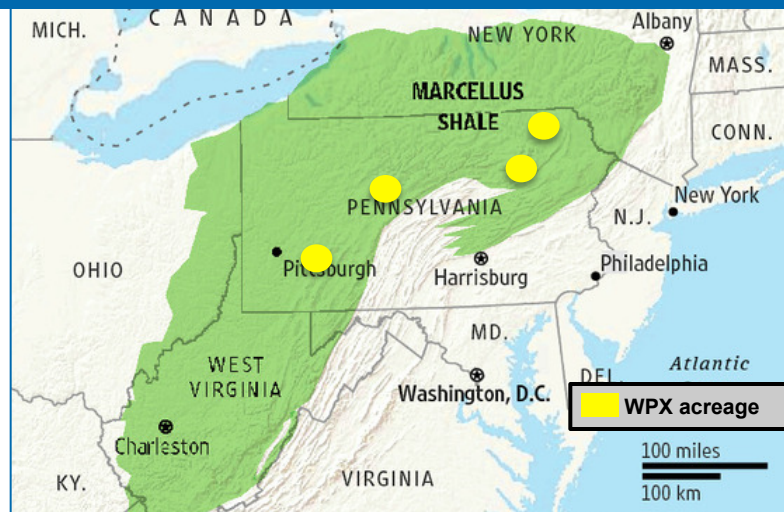 CANADA
MICH.
NEW YORK
Albany
MASS.
MARCELLUS
SHALE
CONN.
New York
PENNSYLVANIA
N.J.
OHIO
Pittsburgh
Harrisburg
Philadelphia
MD.
WEST
VIRGINIA
DEL.
Atlantic
Washington, D.C.
WPX acreage
Charleston
100 miles
KY.
VIRGINIA
100 km